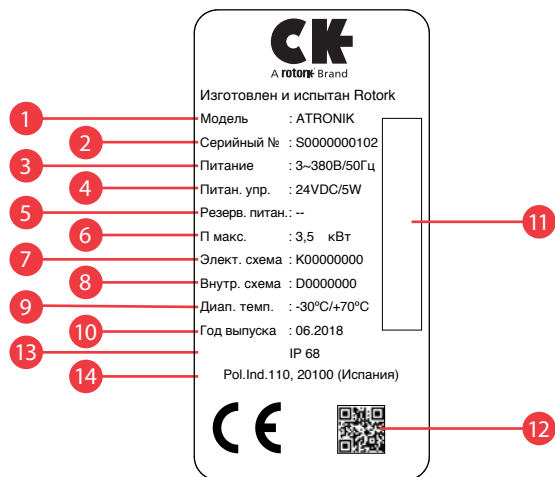 CK
A rotork Brand
Изготовлен и испытан Rotork
1 Модель : ATRONIK
2 Серийный № : S0000000102
3 Питание : 3~380В/50Гц
4 Питан. упр. : 24VDC/5W
5 Резерв. питан.: --
6 П макс. : 3,5 кВт
7 Элект. схема : K00000000
8 Внутр. схема : D0000000
9 Диап. темп. : -30ºC/+70ºC
10 Год выпуска : 06.2018
11
13 IP 68
14 Pol.Ind.110, 20100 (Испания)
CE
12